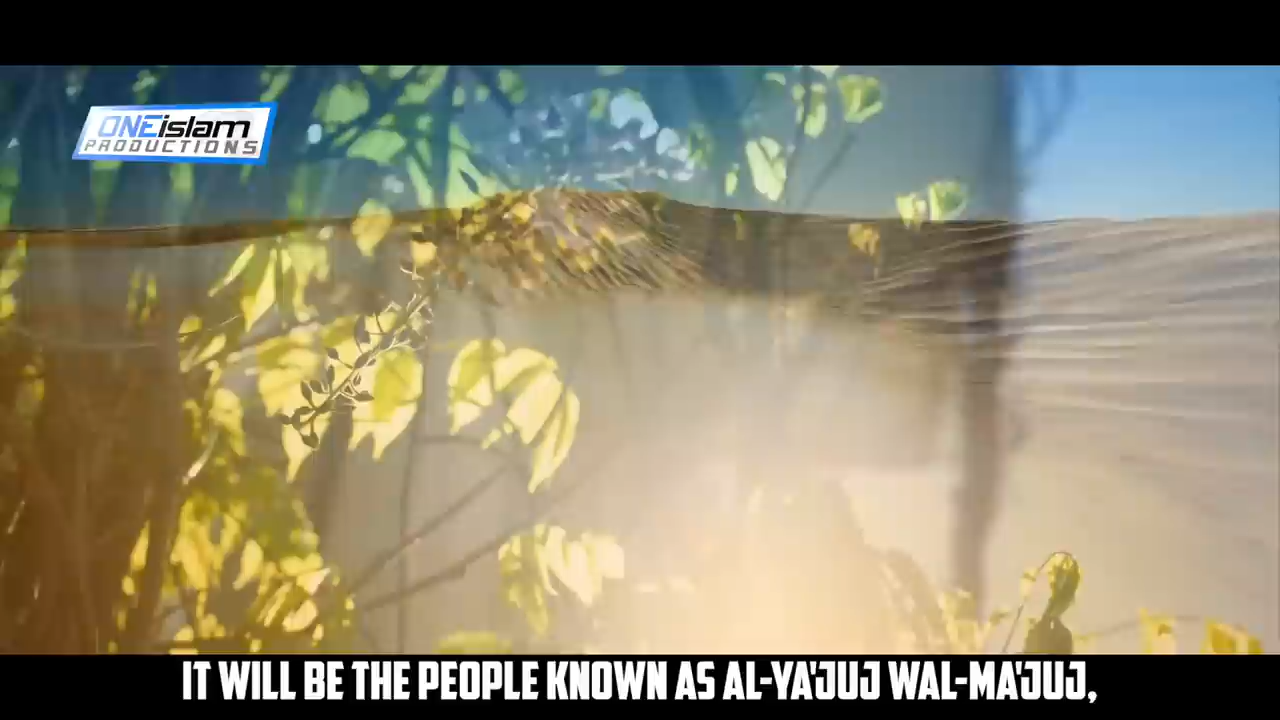 ONEislam
PRODUCTIONS
IT WILL BE THE PEOPLE KNOWN AS AL-YA'JUJ WAL-MA'JUJ,